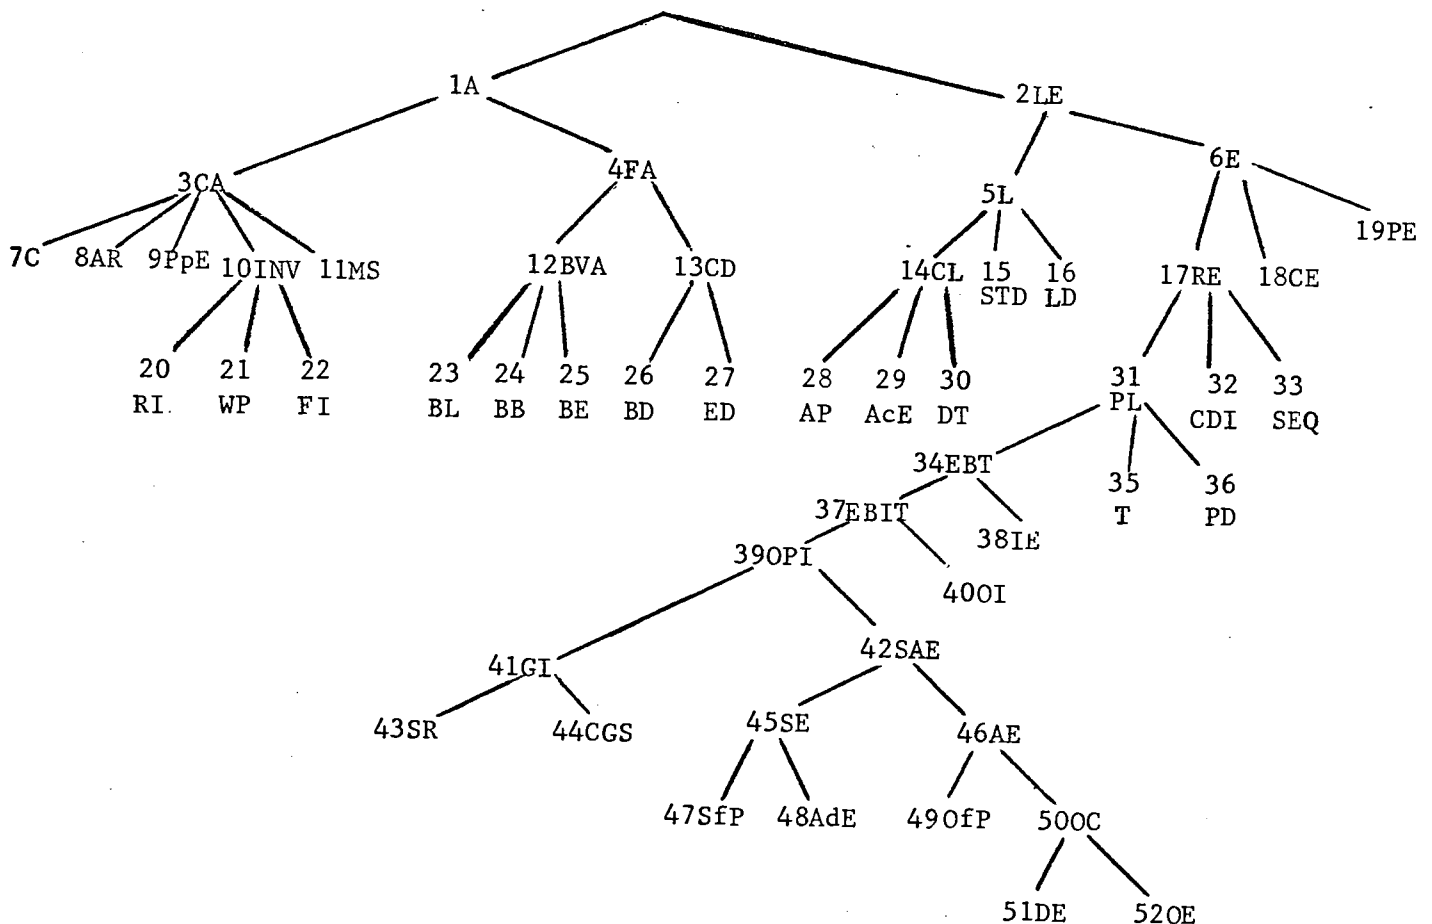 1A
2LE
3CA
4FA
5L
6E
7C
8AR
9PpE
10INV
11MS
12BVA
13CD
14CL
15
STD
16
LD
17RE
18CE
19PE
20
RI
21
WP
22
FI
23
BL
24
BB
25
BE
26
BD
27
ED
28
AP
29
AcE
30
DT
31
PL
32
CDI
33
SEQ
34EBT
35
T
36
PD
37EBIT
38IE
39OPI
40OI
41GI
42SAE
43SR
44CGS
45SE
46AE
47SfP
48AdE
49OfP
50OC
51DE
52OE